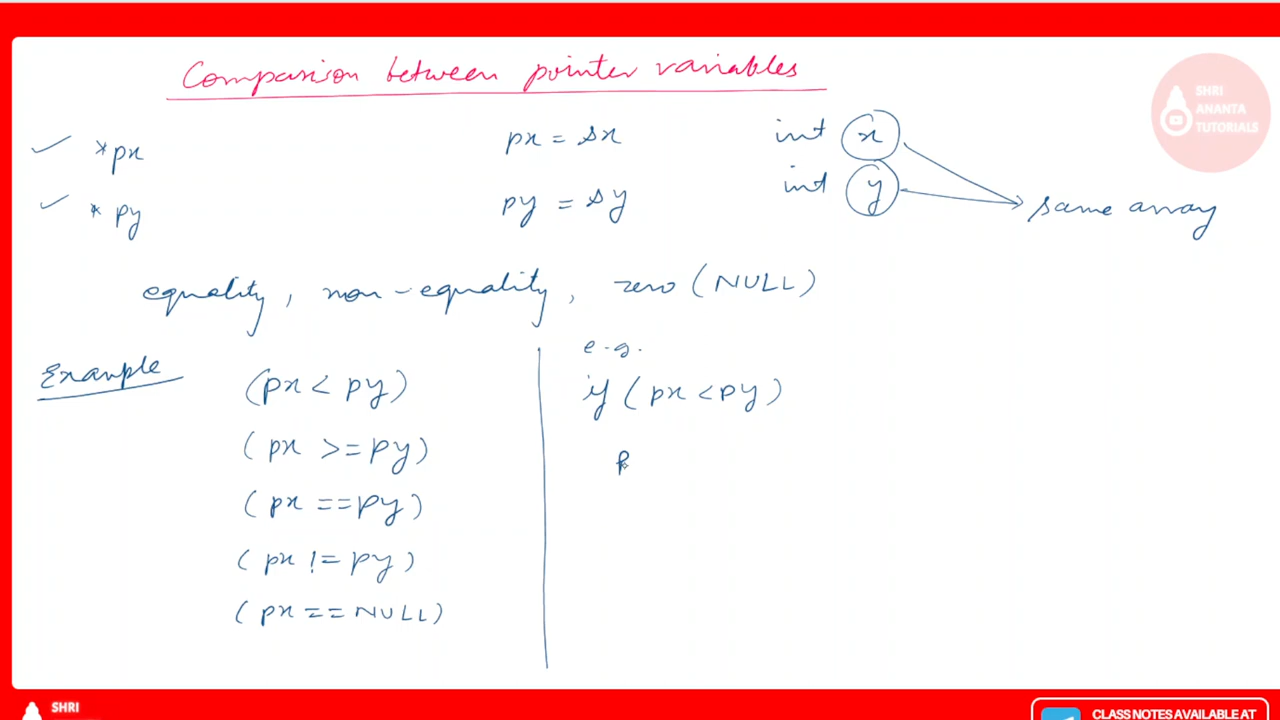 Comparision between pointer variables
SHRI
ANANTA
TUTORIALS
*px
px = &x
int x
* py
py = &y
int y
same array
equality, non-equality, zero (NULL)
Example
(px < py)
(px >= py)
(px == py)
(px != py)
(px == NULL)
e.g.
if (px < py)
p
SHRI
CLASS NOTES AVAILABLE AT